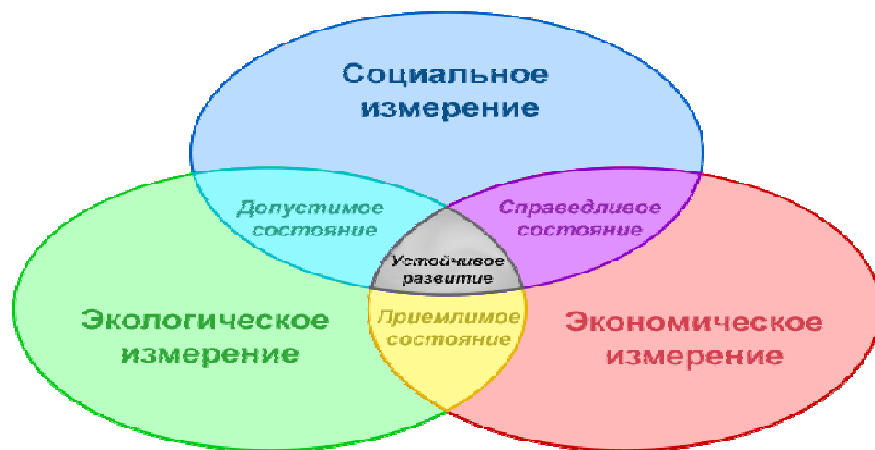 Социальное
измерение
Допустимое
состояние
Справедливое
состояние
Устойчивое
развитие
Экологическое
измерение
Приемлимое
состояние
Экономическое
измерение